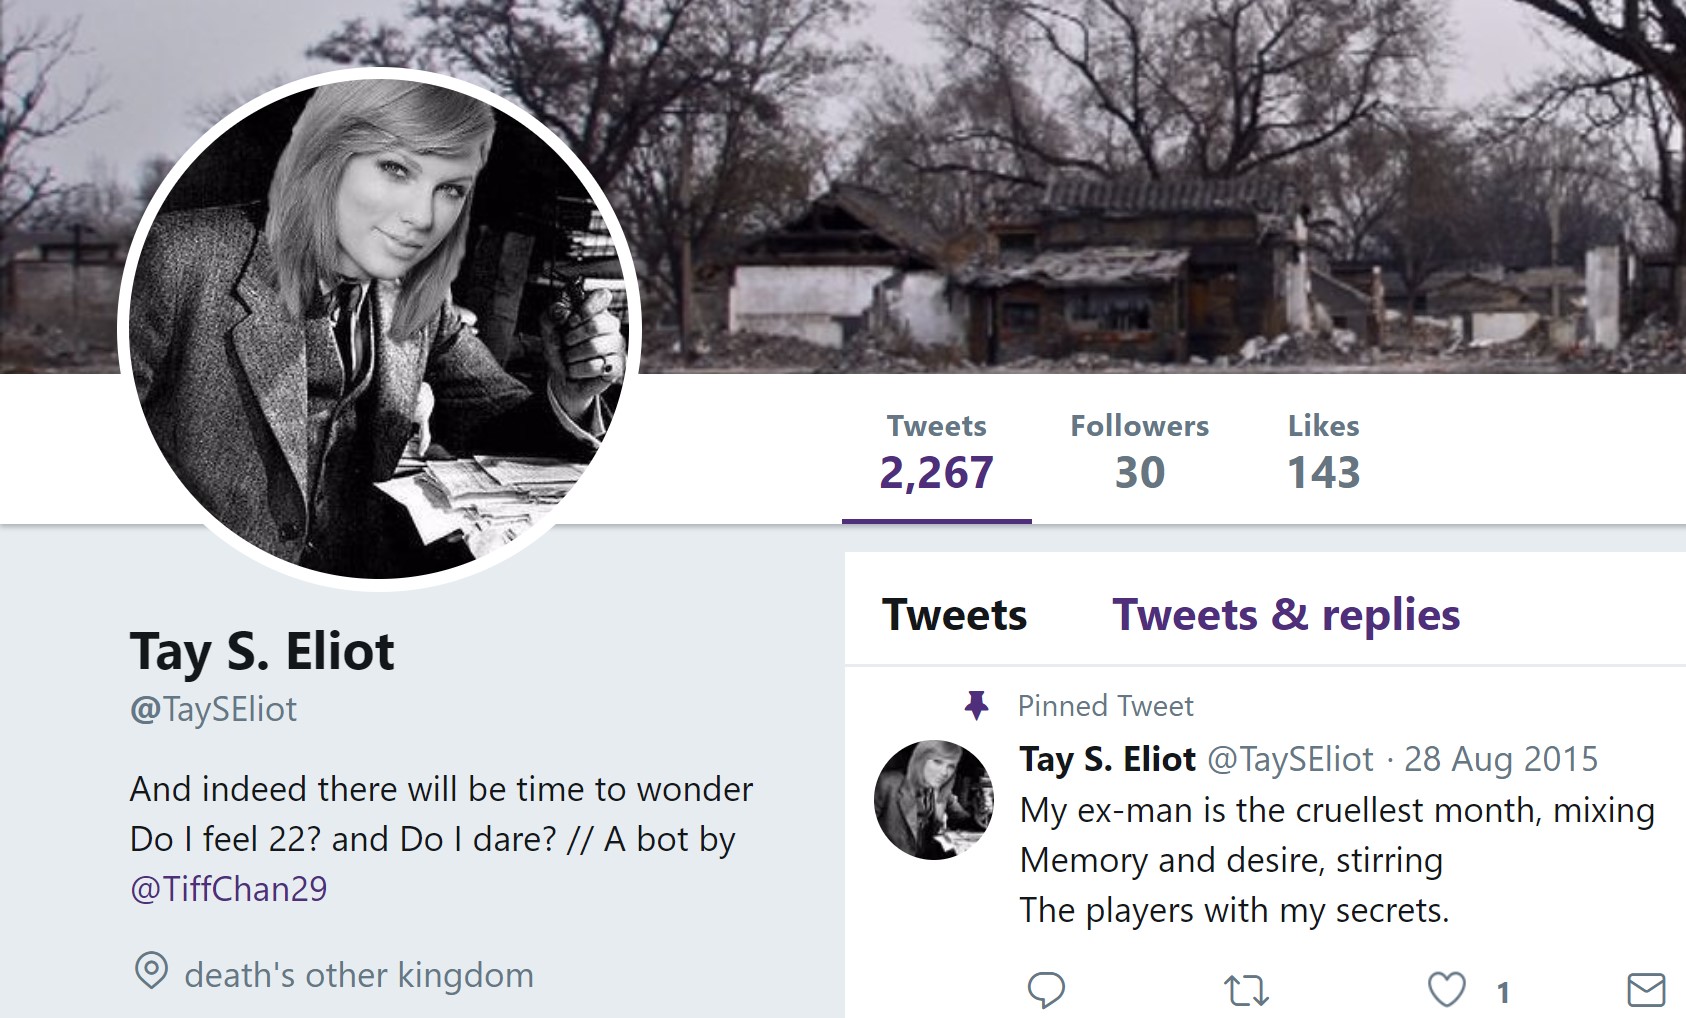 Tweets Followers Likes
2,267 30 143
Tay S. Eliot
@TaySEliot
And indeed there will be time to wonder
Do I feel 22? and Do I dare? // A bot by
@TiffChan29
death's other kingdom
Tweets Tweets & replies
Pinned Tweet
Tay S. Eliot @TaySEliot · 28 Aug 2015
My ex-man is the cruellest month, mixing
Memory and desire, stirring
The players with my secrets.
1